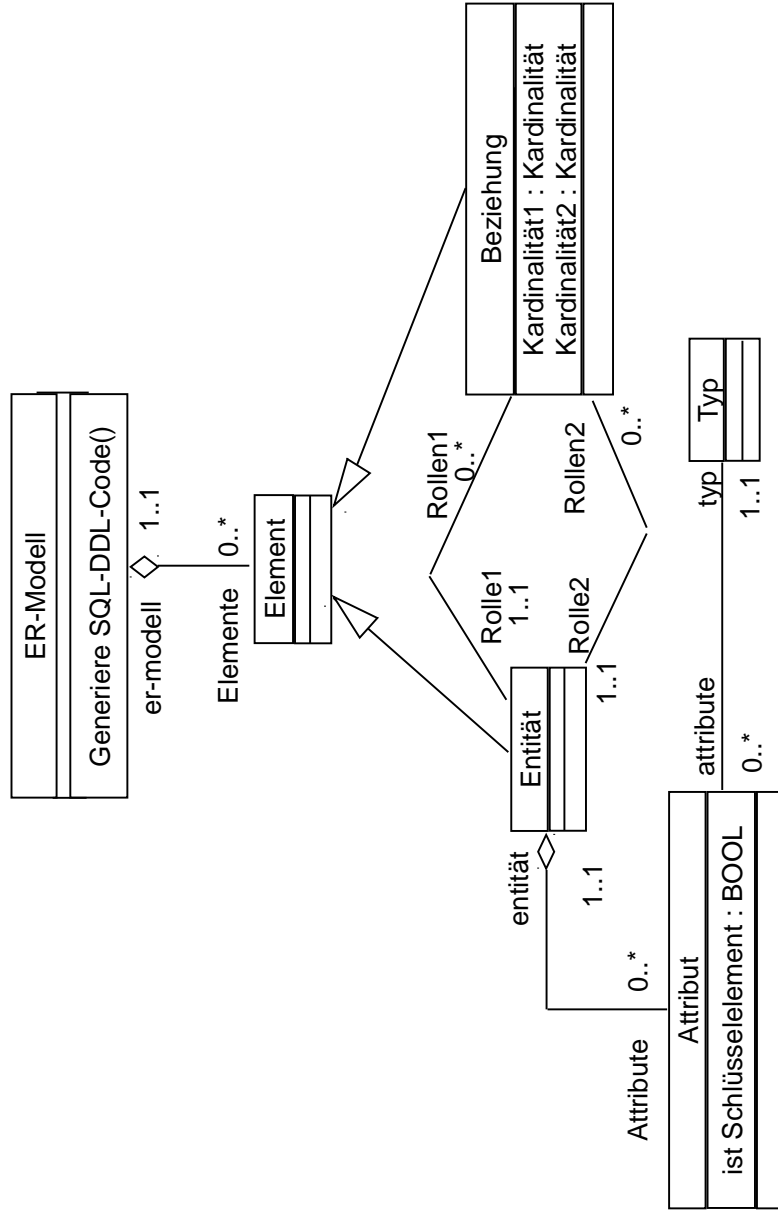 ER-Modell
Generiere SQL-DDL-Code()
er-modell
1..1
Elemente
0..*
Element
Beziehung
Kardinalität1 : Kardinalität
Kardinalität2 : Kardinalität
Rollen1
0..*
Rolle1
1..1
Rollen2
0..*
Rolle2
1..1
Entität
entität
1..1
Attribute
0..*
Attribut
ist Schlüsselelement : BOOL
attribute
0..*
typ
1..1
Typ